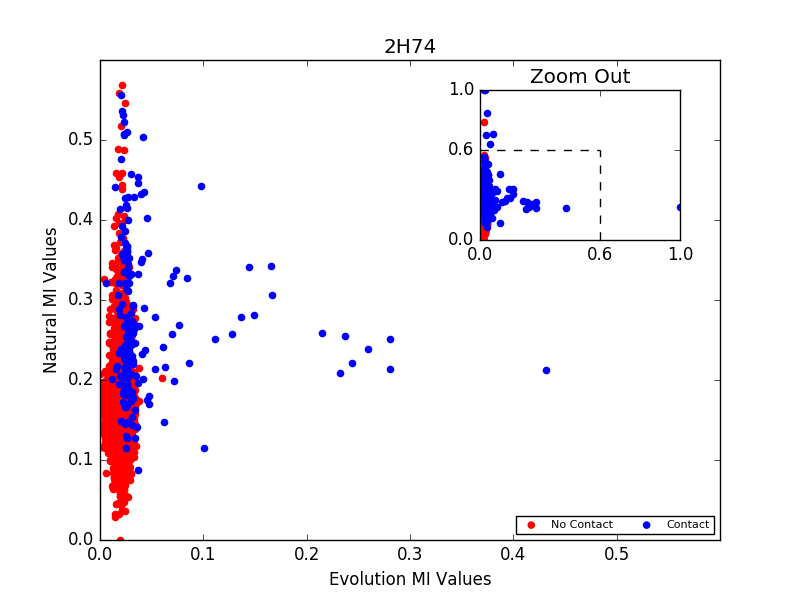 2H74
Zoom Out
1.0
0.6
0.0
0.0 0.6 1.0
Natural MI Values
0.5
0.4
0.3
0.2
0.1
0.0
No Contact Contact
0.0 0.1 0.2 0.3 0.4 0.5
Evolution MI Values